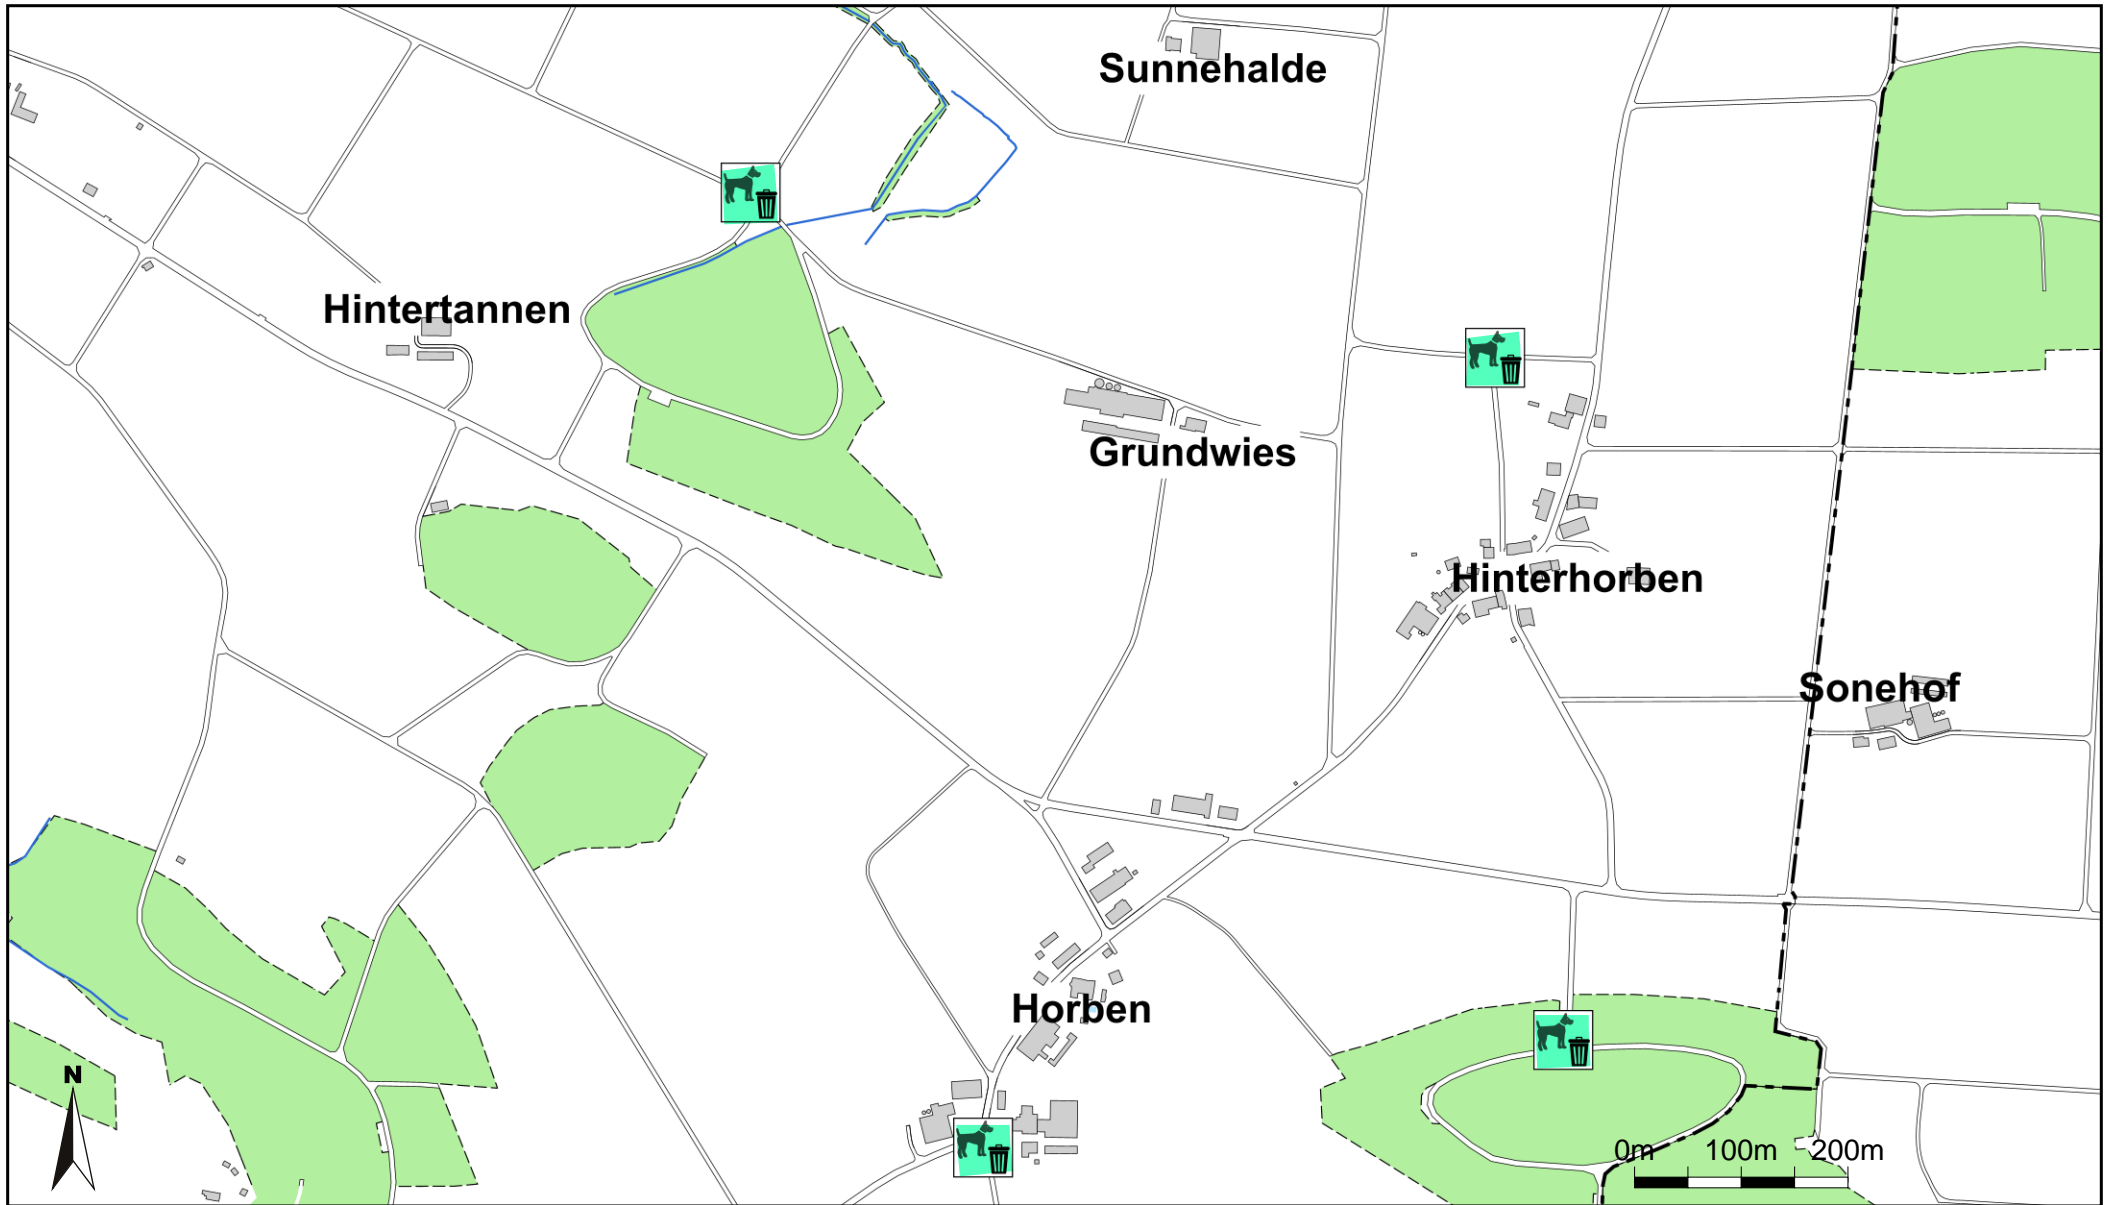 Sunnehalde
Hintertannen
Grundwies
Hinterhorben
Sonehof
Horben
N
0m 100m 200m